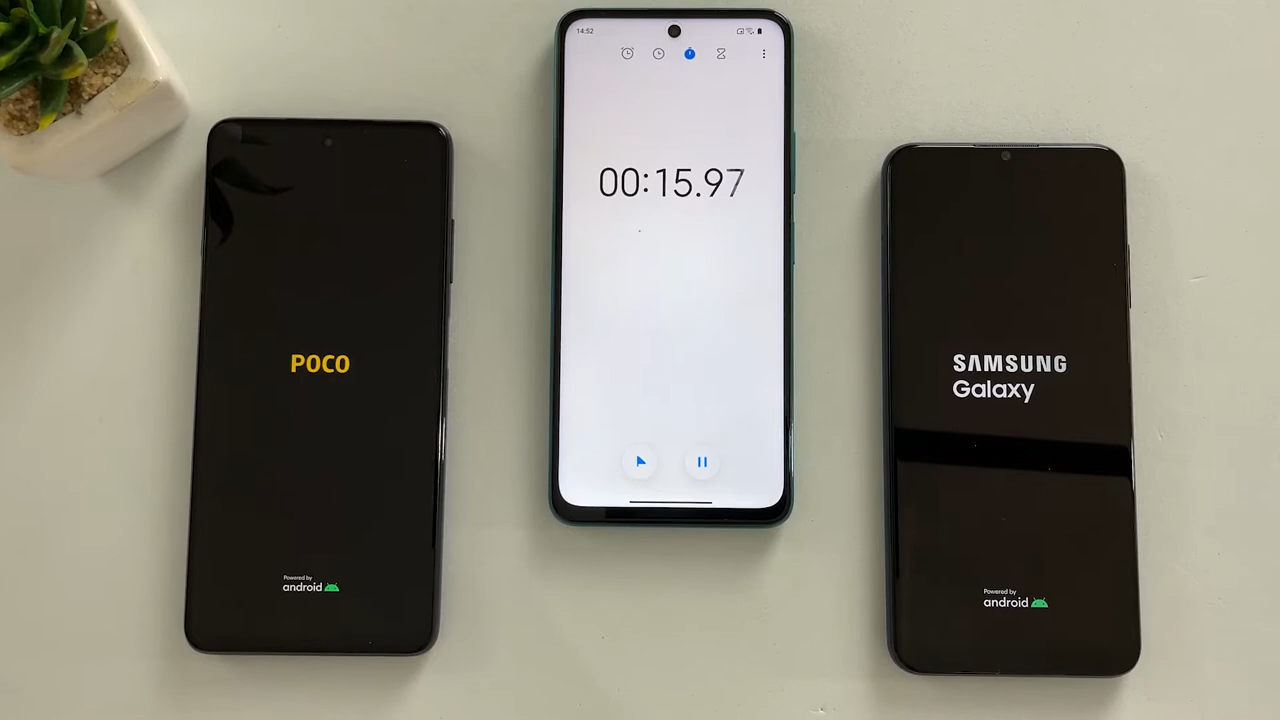 POCO
Powered by
android
14:52
00:15.97
SAMSUNG
Galaxy
Powered by
android